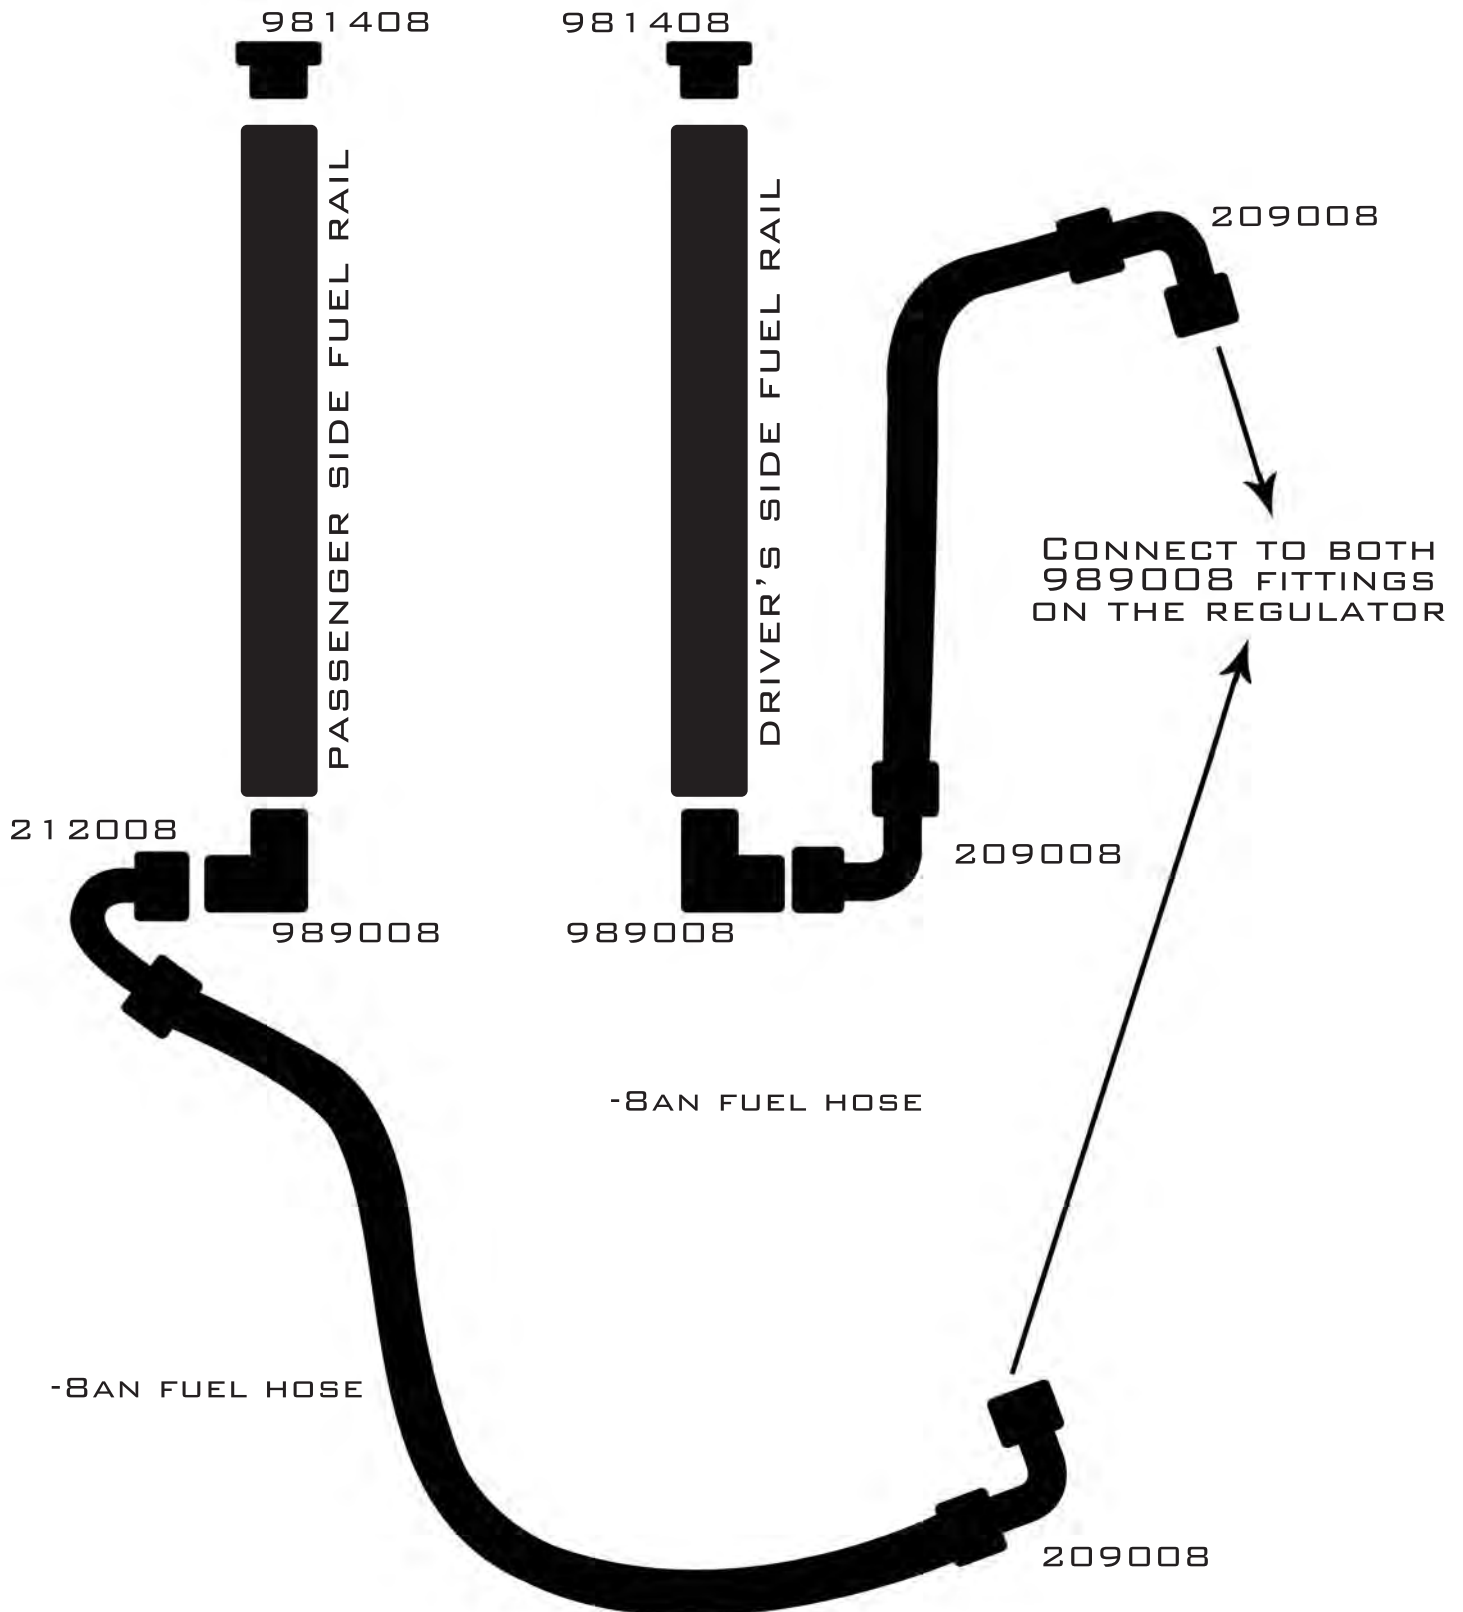 981408
981408
PASSENGER SIDE FUEL RAIL
DRIVER'S SIDE FUEL RAIL
209008
CONNECT TO BOTH
989008 FITTINGS
ON THE REGULATOR
212008
209008
989008
989008
-8AN FUEL HOSE
-8AN FUEL HOSE
209008